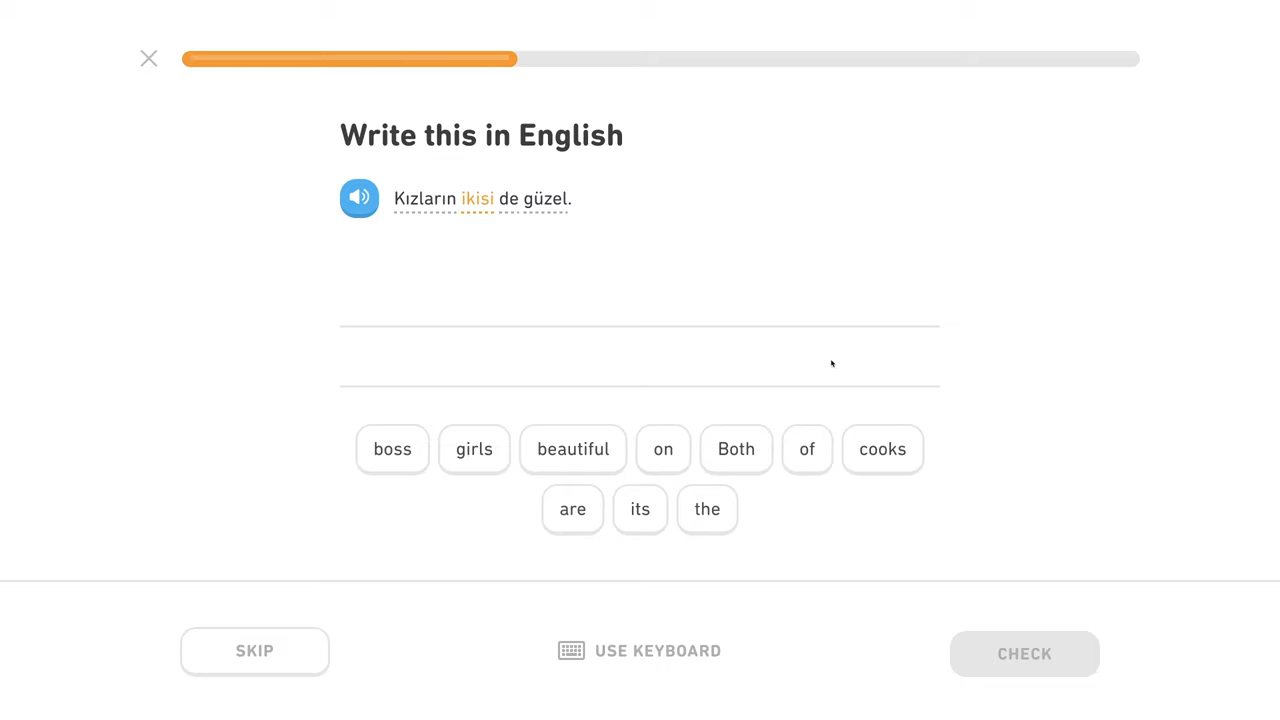 Write this in English
Kızların ikisi de güzel.
boss girls beautiful on Both of cooks
are its the
SKIP USE KEYBOARD CHECK